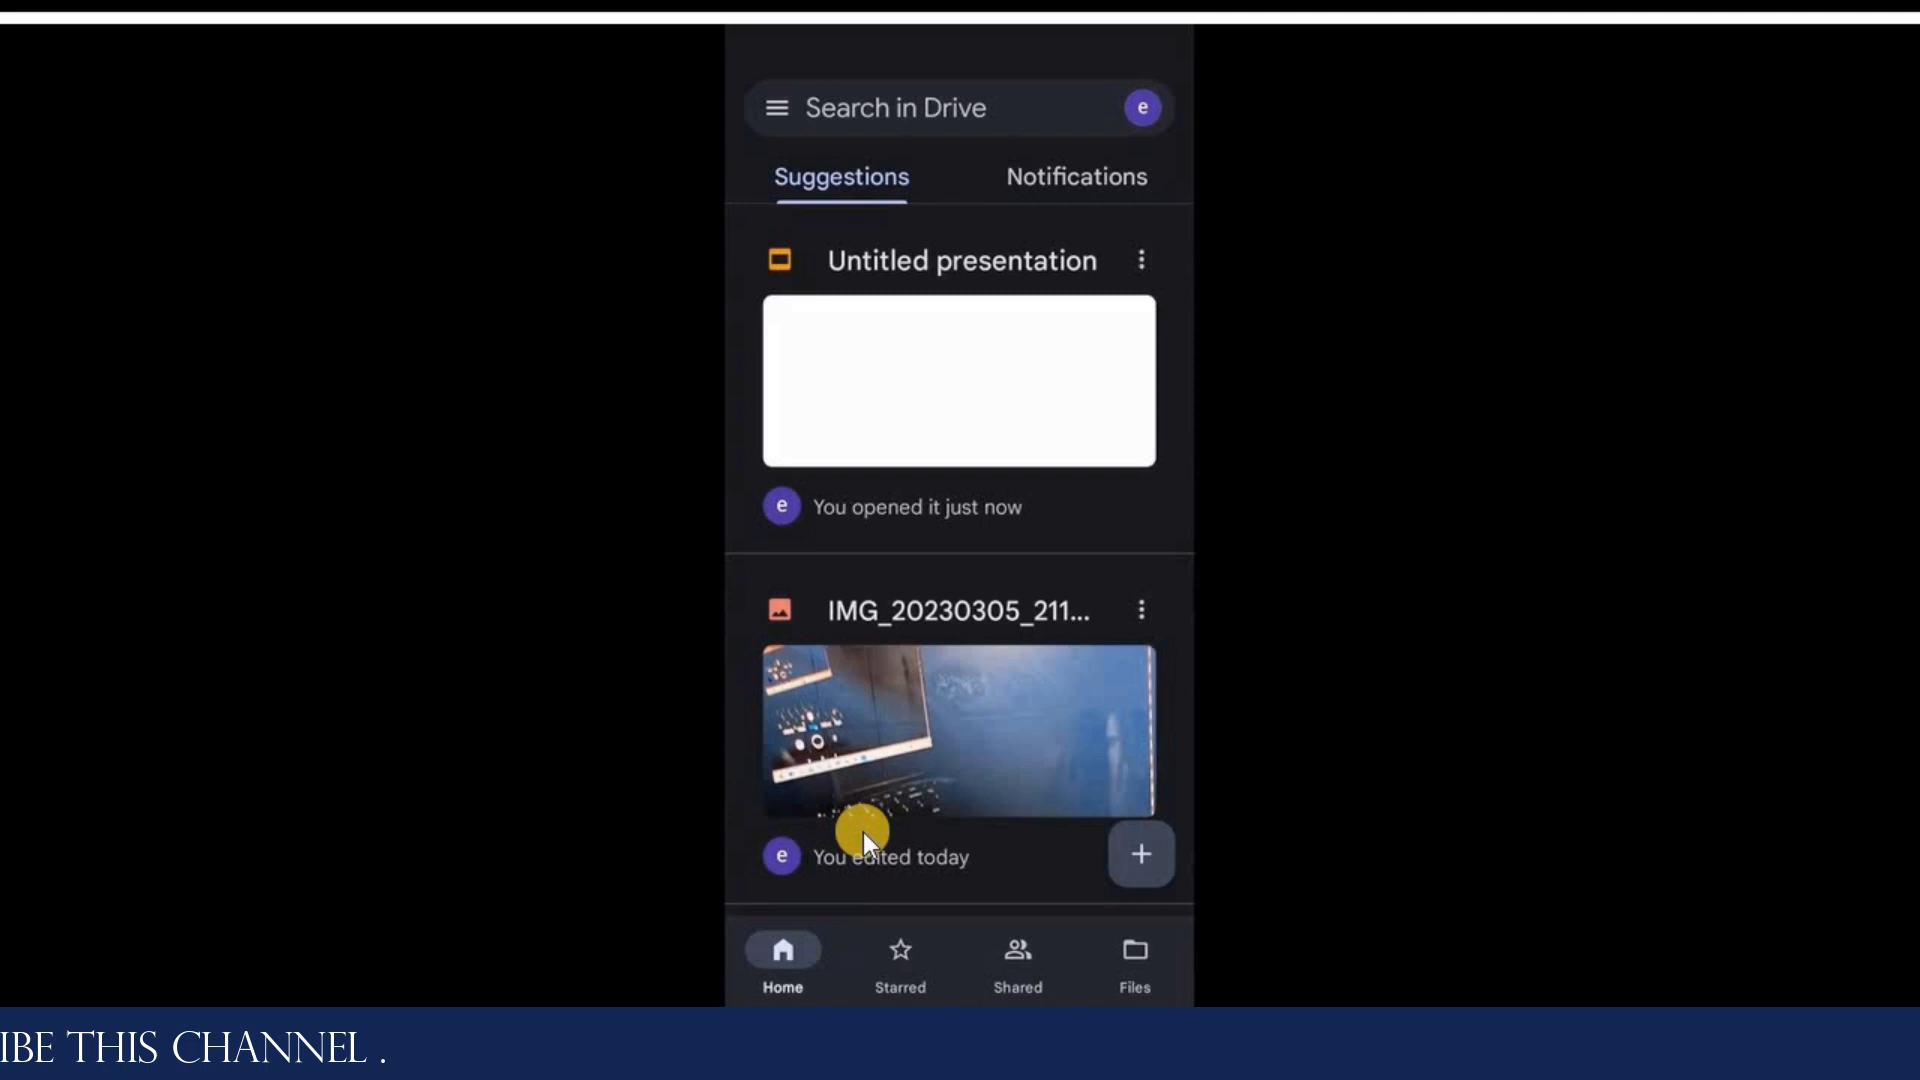 Search in Drive
e
Suggestions
Notifications
Untitled presentation
e
You opened it just now
IMG_20230305_211...
e
You edited today
+
Home
Starred
Shared
Files
IBE THIS CHANNEL .